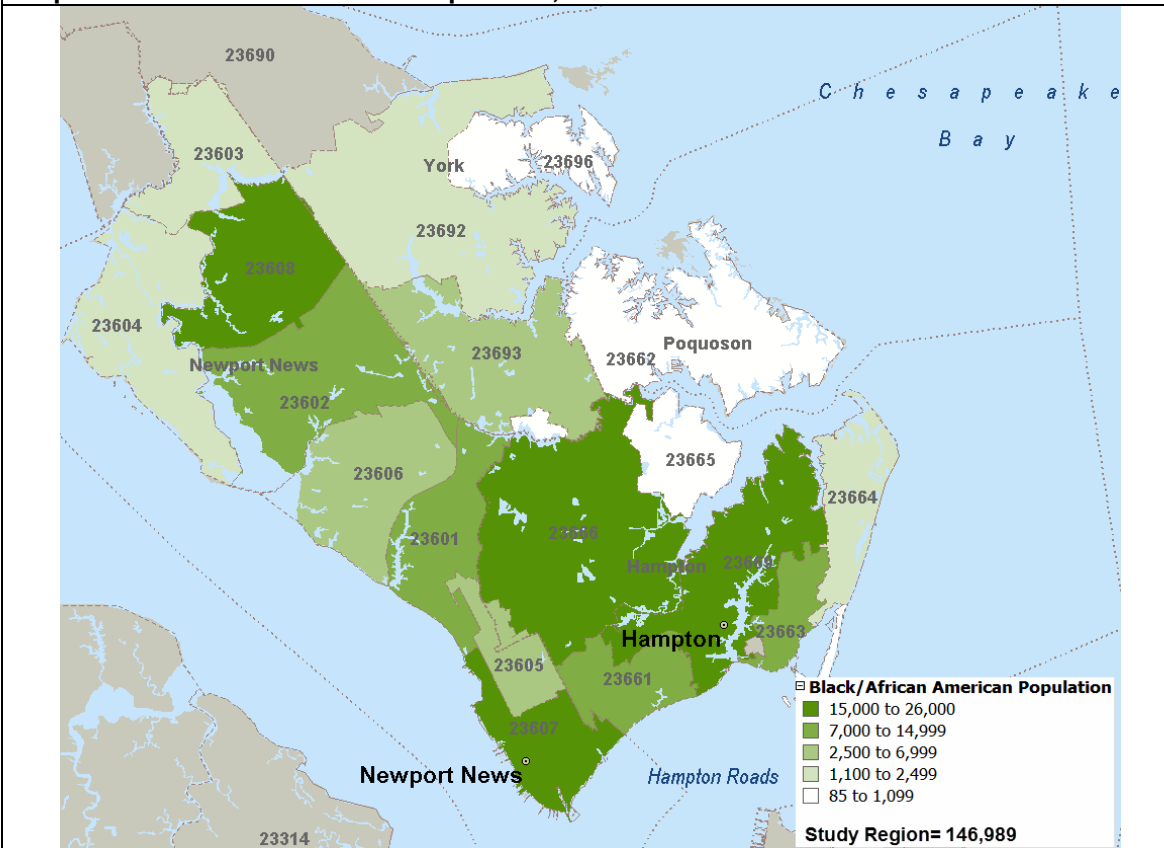 23690
C h e s a p e a k e
B a y
23603
York
23696
23692
23608
23604
Poquoson
23693
23662
Newport News
23602
23665
23606
23664
23666
23601
Hampton
23669
Hampton
23663
23605
23661
Black/African American Population
15,000 to 26,000
7,000 to 14,999
2,500 to 6,999
1,100 to 2,499
85 to 1,099
Study Region= 146,989
23607
Newport News
Hampton Roads
23314